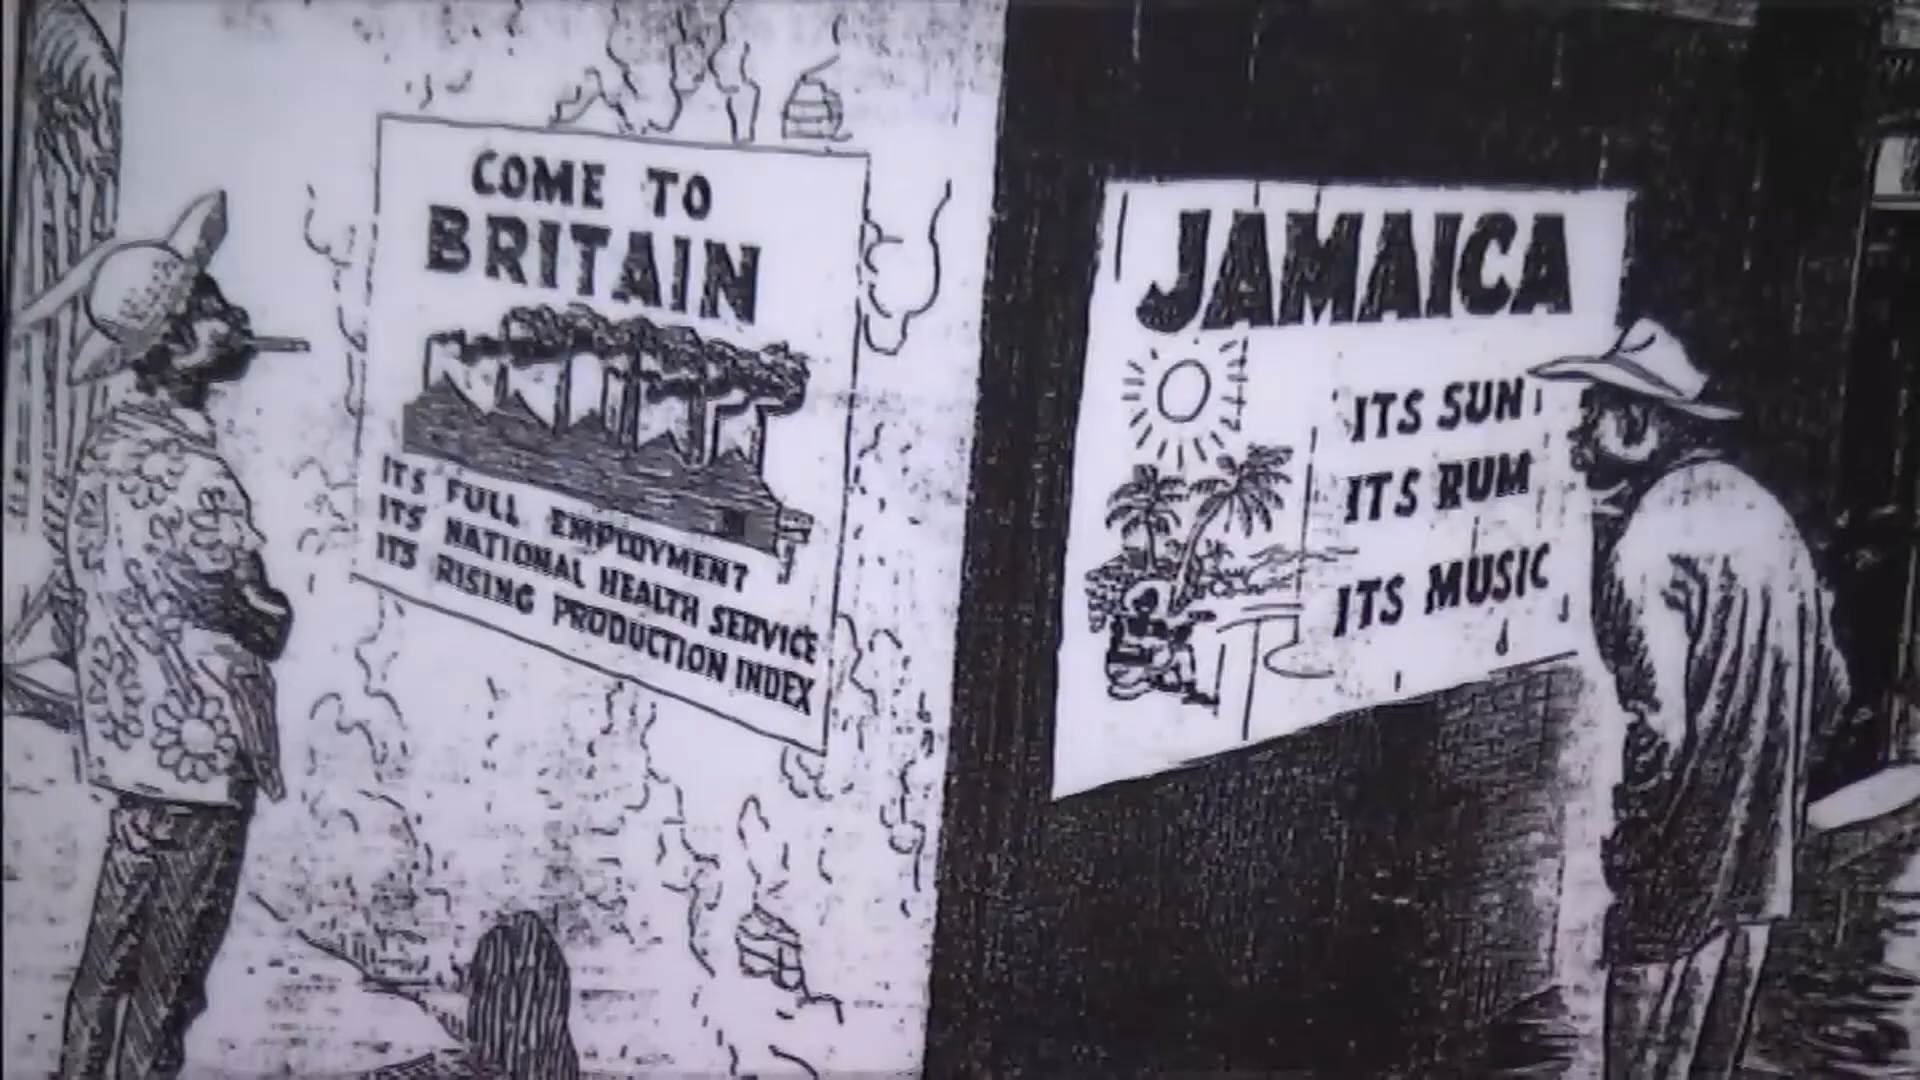 COME TO
BRITAIN
ITS FULL EMPLOYMENT
ITS NATIONAL HEALTH SERVICE
ITS RISING PRODUCTION INDEX
JAMAICA
ITS SUN
ITS RUM
ITS MUSIC